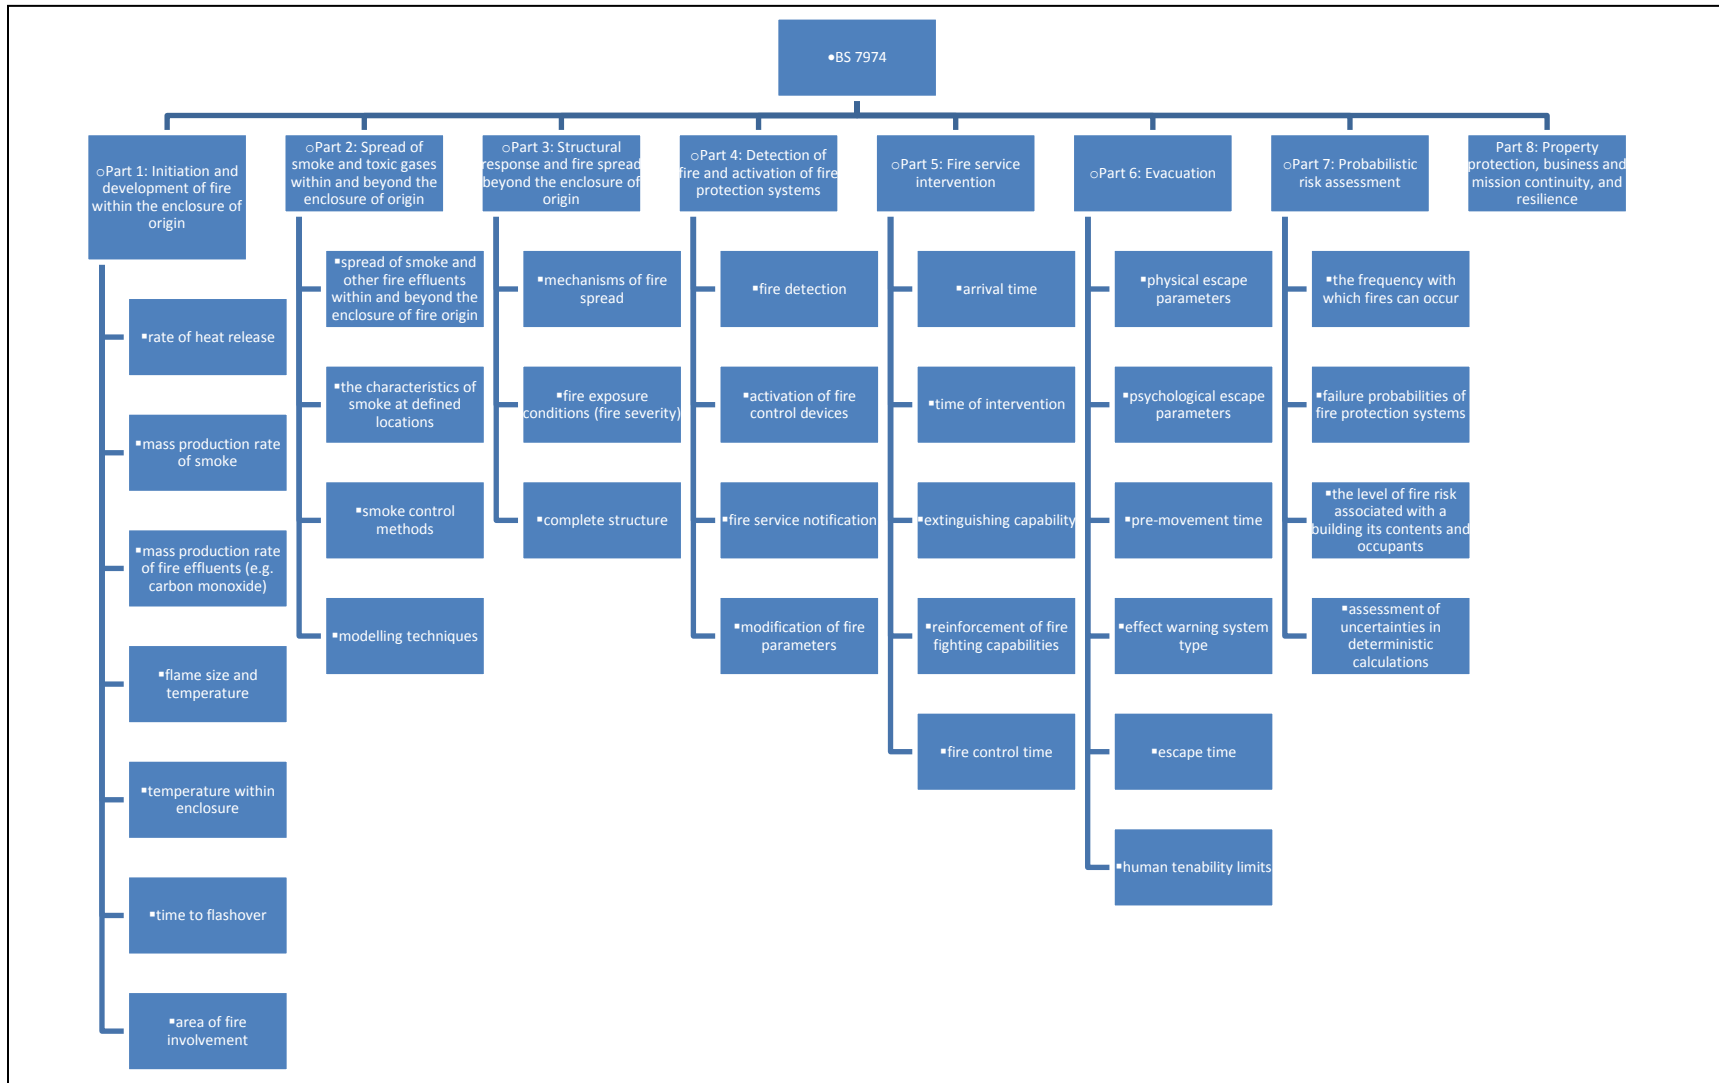 •BS 7974
○Part 1: Initiation and
development of fire
within the enclosure of
origin
▪rate of heat release
▪mass production rate
of smoke
▪mass production rate
of fire effluents (e.g.
carbon monoxide)
▪flame size and
temperature
▪temperature within
enclosure
▪time to flashover
▪area of fire
involvement
○Part 2: Spread of
smoke and toxic gases
within and beyond the
enclosure of origin
▪spread of smoke and
other fire effluents
within and beyond the
enclosure of fire origin
▪the characteristics of
smoke at defined
locations
▪smoke control
methods
▪modelling techniques
○Part 3: Structural
response and fire spread
beyond the enclosure of
origin
▪mechanisms of fire
spread
▪fire exposure
conditions (fire severity)
▪complete structure
○Part 4: Detection of
fire and activation of fire
protection systems
▪fire detection
▪activation of fire
control devices
▪fire service notification
▪modification of fire
parameters
○Part 5: Fire service
intervention
▪arrival time
▪time of intervention
▪extinguishing capability
▪reinforcement of fire
fighting capabilities
▪fire control time
○Part 6: Evacuation
▪physical escape
parameters
▪psychological escape
parameters
▪pre-movement time
▪effect warning system
type
▪escape time
▪human tenability limits
○Part 7: Probabilistic
risk assessment
▪the frequency with
which fires can occur
▪failure probabilities of
fire protection systems
▪the level of fire risk
associated with a
building its contents and
occupants
▪assessment of
uncertainties in
deterministic
calculations
Part 8: Property
protection, business and
mission continuity, and
resilience